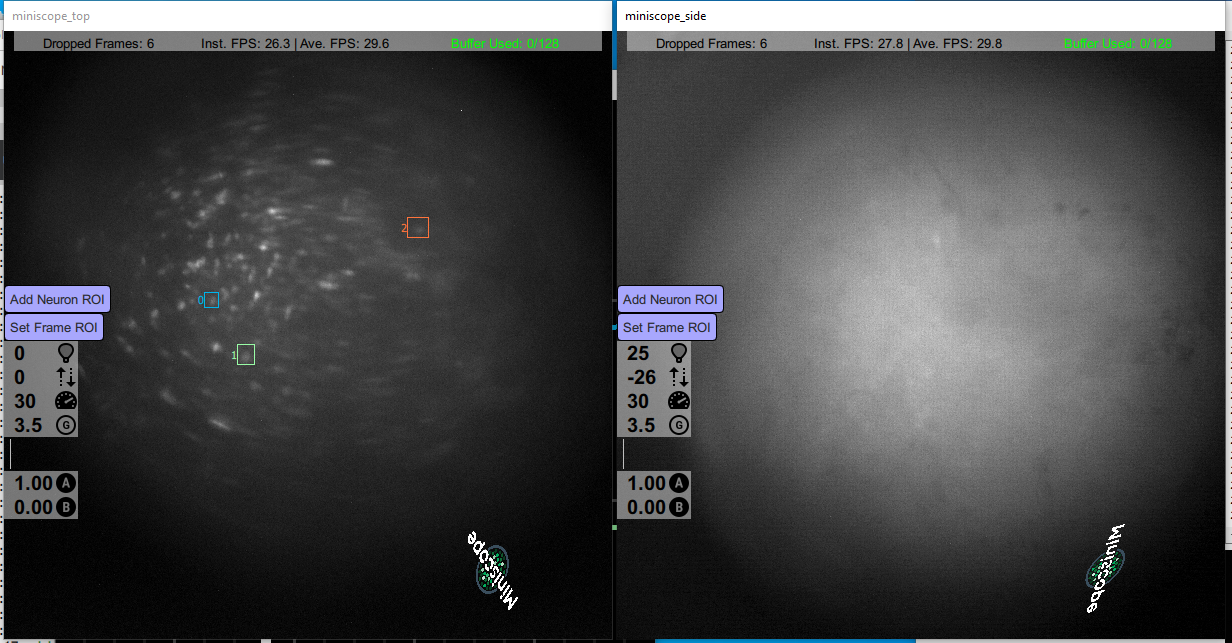 miniscope_top
Dropped Frames: 6
Inst. FPS: 26.3 | Ave. FPS: 29.6
Buffer Used: 0/128
2
0
1
Add Neuron ROI
Set Frame ROI
0
0
30
3.5 G
1.00 A
0.00 B
Miniscope
miniscope_side
Dropped Frames: 6
Inst. FPS: 27.8 | Ave. FPS: 29.8
Buffer Used: 0/128
Add Neuron ROI
Set Frame ROI
25
-26
30
3.5 G
1.00 A
0.00 B
Miniscope